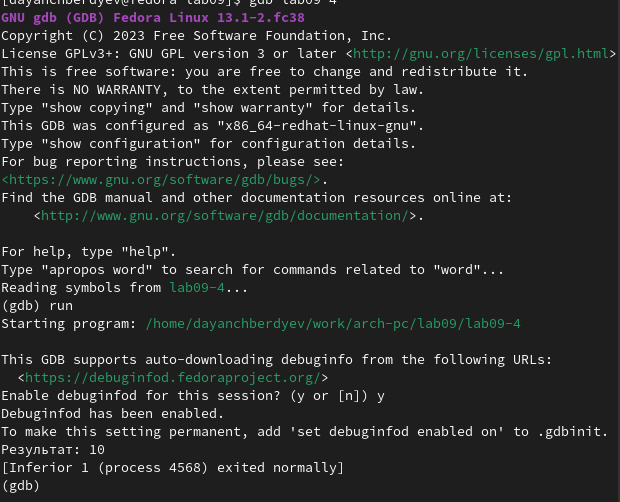 [dayanchberdyev@fedora lab09]$ gdb lab09-4
GNU gdb (GDB) Fedora Linux 13.1-2.fc38
Copyright (C) 2023 Free Software Foundation, Inc.
License GPLv3+: GNU GPL version 3 or later <http://gnu.org/licenses/gpl.html>
This is free software: you are free to change and redistribute it.
There is NO WARRANTY, to the extent permitted by law.
Type "show copying" and "show warranty" for details.
This GDB was configured as "x86_64-redhat-linux-gnu".
Type "show configuration" for configuration details.
For bug reporting instructions, please see:
<https://www.gnu.org/software/gdb/bugs/>.
Find the GDB manual and other documentation resources online at:
    <http://www.gnu.org/software/gdb/documentation/>.

For help, type "help".
Type "apropos word" to search for commands related to "word"...
Reading symbols from lab09-4...
(gdb) run
Starting program: /home/dayanchberdyev/work/arch-pc/lab09/lab09-4

This GDB supports auto-downloading debuginfo from the following URLs:
  <https://debuginfod.fedoraproject.org/>
Enable debuginfod for this session? (y or [n]) y
Debuginfod has been enabled.
To make this setting permanent, add 'set debuginfod enabled on' to .gdbinit.
Результат: 10
[Inferior 1 (process 4568) exited normally]
(gdb)